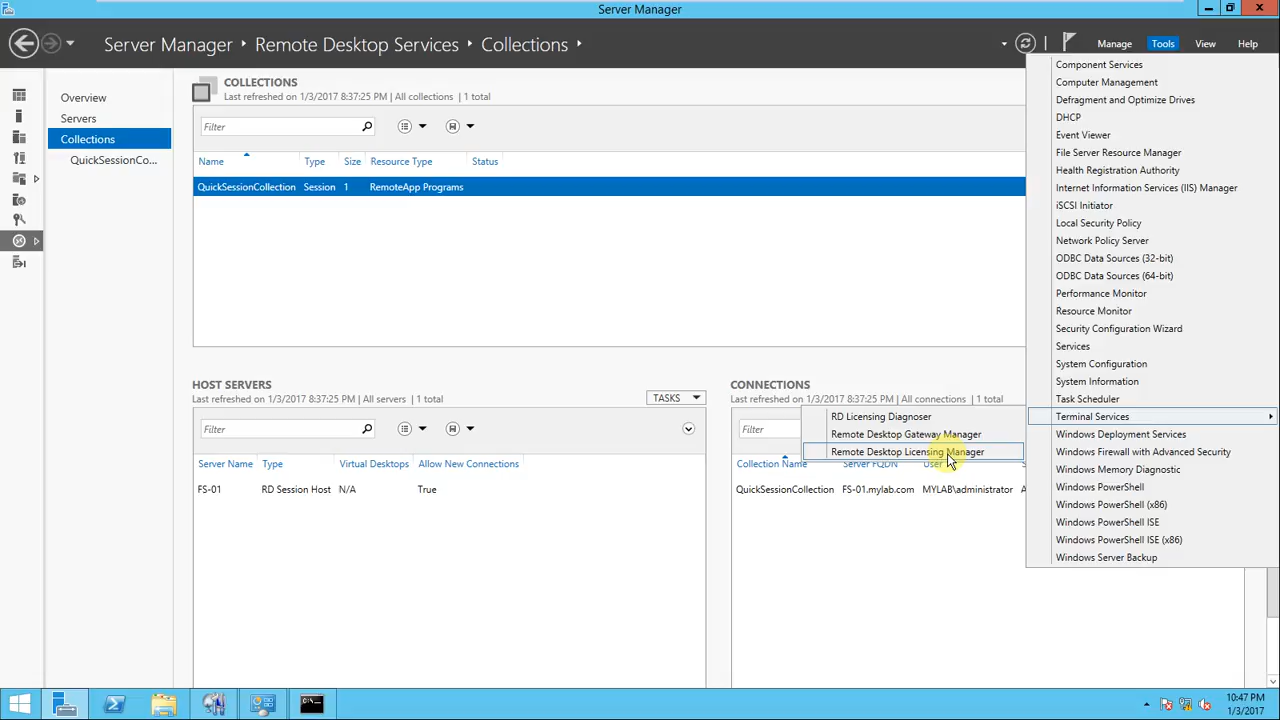 Server Manager
Server Manager
Remote Desktop Services
Collections
Manage
Tools
View
Help
Overview
Servers
Collections
QuickSessionCo...
COLLECTIONS
Last refreshed on 1/3/2017 8:37:25 PM | All collections | 1 total
Filter
Name Type Size Resource Type Status
QuickSessionCollection Session 1 RemoteApp Programs
HOST SERVERS
Last refreshed on 1/3/2017 8:37:25 PM | All servers | 1 total
TASKS
Filter
Server Name Type Virtual Desktops Allow New Connections
FS-01 RD Session Host N/A True
CONNECTIONS
Last refreshed on 1/3/2017 8:37:25 PM | All connections | 1 total
Filter
Collection Name Server FQDN User
QuickSessionCollection FS-01.mylab.com MYLAB\administrator A
RD Licensing Diagnoser
Remote Desktop Gateway Manager
Remote Desktop Licensing Manager
Component Services
Computer Management
Defragment and Optimize Drives
DHCP
Event Viewer
File Server Resource Manager
Health Registration Authority
Internet Information Services (IIS) Manager
iSCSI Initiator
Local Security Policy
Network Policy Server
ODBC Data Sources (32-bit)
ODBC Data Sources (64-bit)
Performance Monitor
Resource Monitor
Security Configuration Wizard
Services
System Configuration
System Information
Task Scheduler
Terminal Services
Windows Deployment Services
Windows Firewall with Advanced Security
Windows Memory Diagnostic
Windows PowerShell
Windows PowerShell (x86)
Windows PowerShell ISE
Windows PowerShell ISE (x86)
Windows Server Backup
10:47 PM
1/3/2017